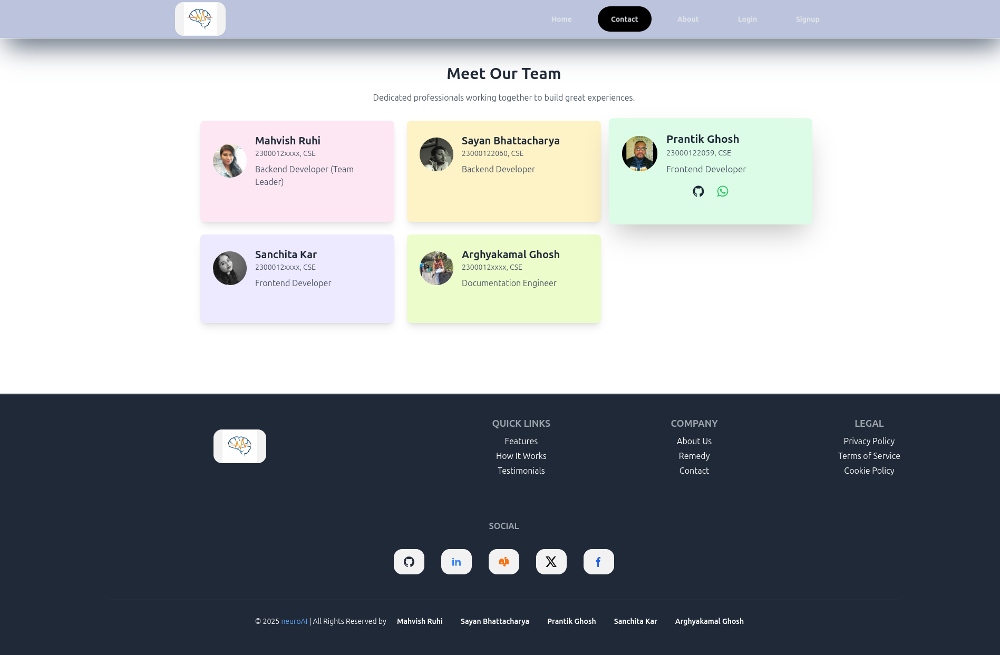 Home
Contact
About
Login
Signup
Meet Our Team
Dedicated professionals working together to build great experiences.
Mahvish Ruhi
2300012xxxx, CSE
Backend Developer (Team
Leader)
Sayan Bhattacharya
23000122060, CSE
Backend Developer
Prantik Ghosh
23000122059, CSE
Frontend Developer
Sanchita Kar
2300012xxxx, CSE
Frontend Developer
Arghyakamal Ghosh
2300012xxxx, CSE
Documentation Engineer
QUICK LINKS
Features
How It Works
Testimonials
COMPANY
About Us
Remedy
Contact
LEGAL
Privacy Policy
Terms of Service
Cookie Policy
SOCIAL
© 2025 neuroAI | All Rights Reserved by Mahvish Ruhi Sayan Bhattacharya Prantik Ghosh Sanchita Kar Arghyakamal Ghosh